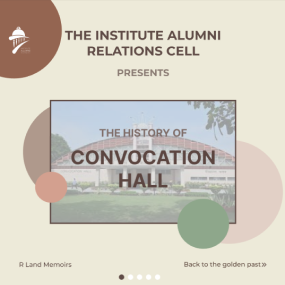 THE INSTITUTE ALUMNI
RELATIONS CELL
PRESENTS
THE HISTORY OF
CONVOCATION
HALL
R Land Memoirs
Back to the golden past»